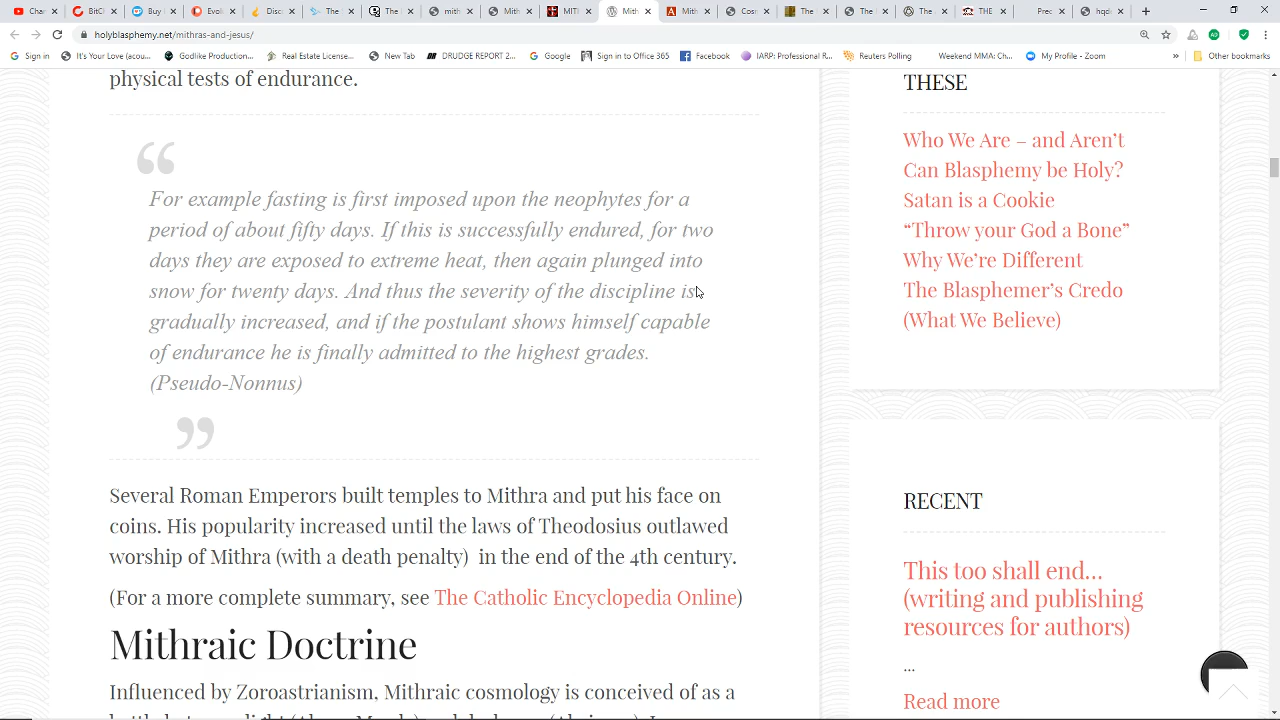 holyblasphemy.net/mithras-and-jesus/
Sign in
It's Your Love (acous
Godlike Production
Real Estate License
New Tab
Google
Sign in to Office 365
Facebook
IARP: Professional
Reuters Polling
Weekend MMA: Ch...
My Profile - Zoom
»
Other bookmarks
physical tests of endurance.
“
For example fasting is first imposed upon the neophytes for a
period of about fifty days. If this is successfully endured, for two
days they are exposed to extreme heat, then again plunged into
snow for twenty days. And thus the severity of the discipline is
gradually increased, and if the postulant shows himself capable
of endurance he is finally admitted to the highest grades.
(Pseudo-Nonnus)
”
Several Roman Emperors built temples to Mithra and put his face on
coins. His popularity increased until the laws of Theodosius outlawed
worship of Mithra (with a death penalty) in the end of the 4th century.
(For a more complete summary, see The Catholic Encyclopedia Online)
Mithraic Doctrine
Influenced by Zoroastrianism, Mithraic cosmology is conceived of as a
THESE
Who We Are – and Aren’t
Can Blasphemy be Holy?
Satan is a Cookie
“Throw your God a Bone”
Why We’re Different
The Blasphemer’s Credo
(What We Believe)
RECENT
This too shall end…
(writing and publishing
resources for authors)
...
Read more